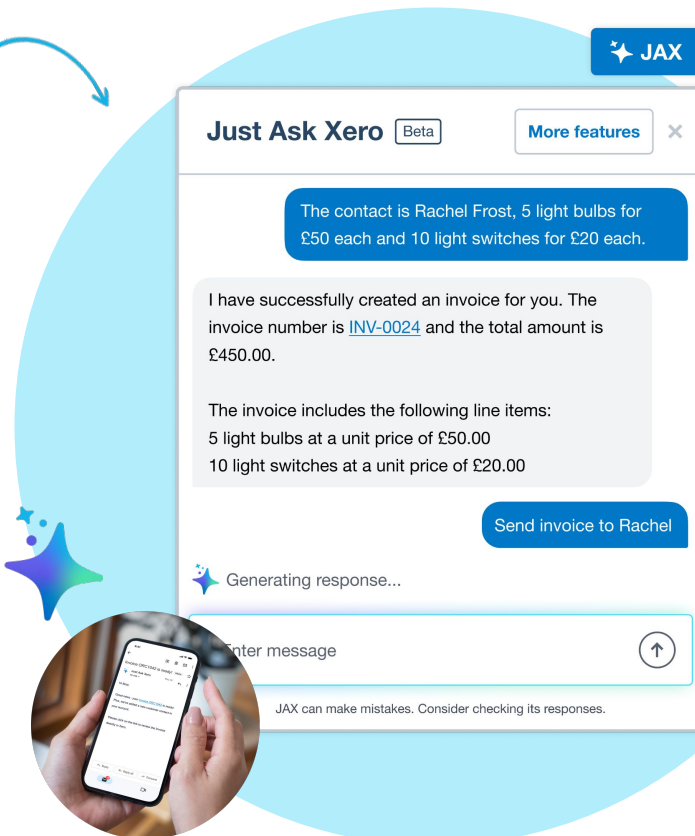 JAX
Just Ask Xero
Beta
More features
The contact is Rachel Frost, 5 light bulbs for
£50 each and 10 light switches for £20 each.
I have successfully created an invoice for you. The
invoice number is INV-0024 and the total amount is
£450.00.
The invoice includes the following line items:
5 light bulbs at a unit price of £50.00
10 light switches at a unit price of £20.00
Send invoice to Rachel
Generating response...
Enter message
JAX can make mistakes. Consider checking its responses.